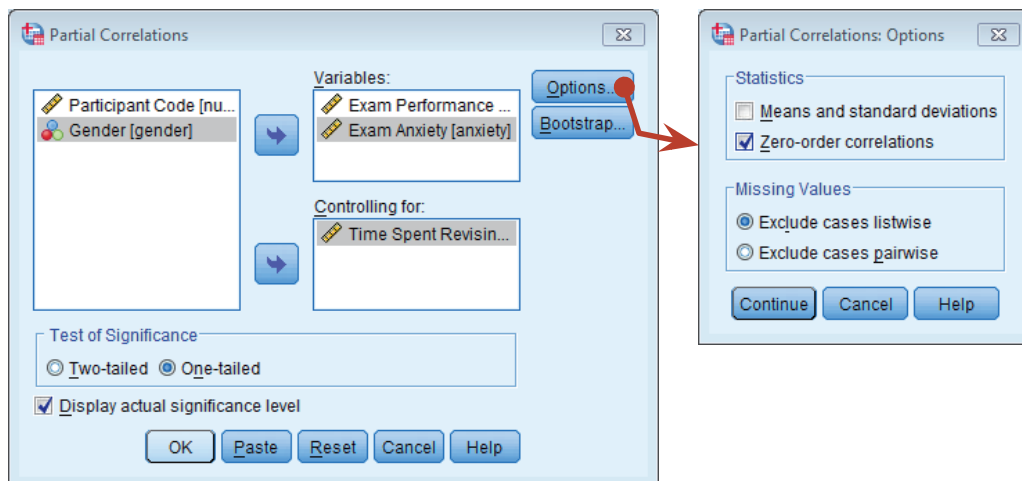 Partial Correlations
Variables:
Participant Code [nu...
Gender [gender]
Exam Performance ...
Exam Anxiety [anxiety]
Options...
Bootstrap...
Controlling for:
Time Spent Revisin...
Test of Significance
Two-tailed One-tailed
Display actual significance level
OK Paste Reset Cancel Help
Partial Correlations: Options
Statistics
Means and standard deviations
Zero-order correlations
Missing Values
Exclude cases listwise
Exclude cases pairwise
Continue Cancel Help